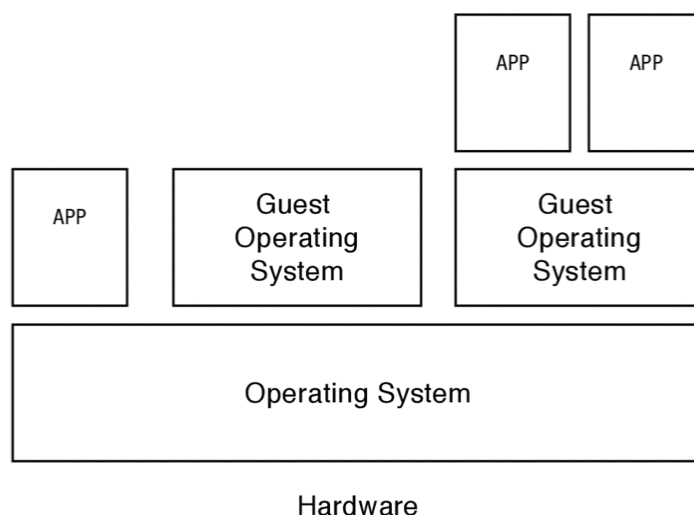 APP
APP
APP
Guest
Operating
System
Guest
Operating
System
Operating System
Hardware